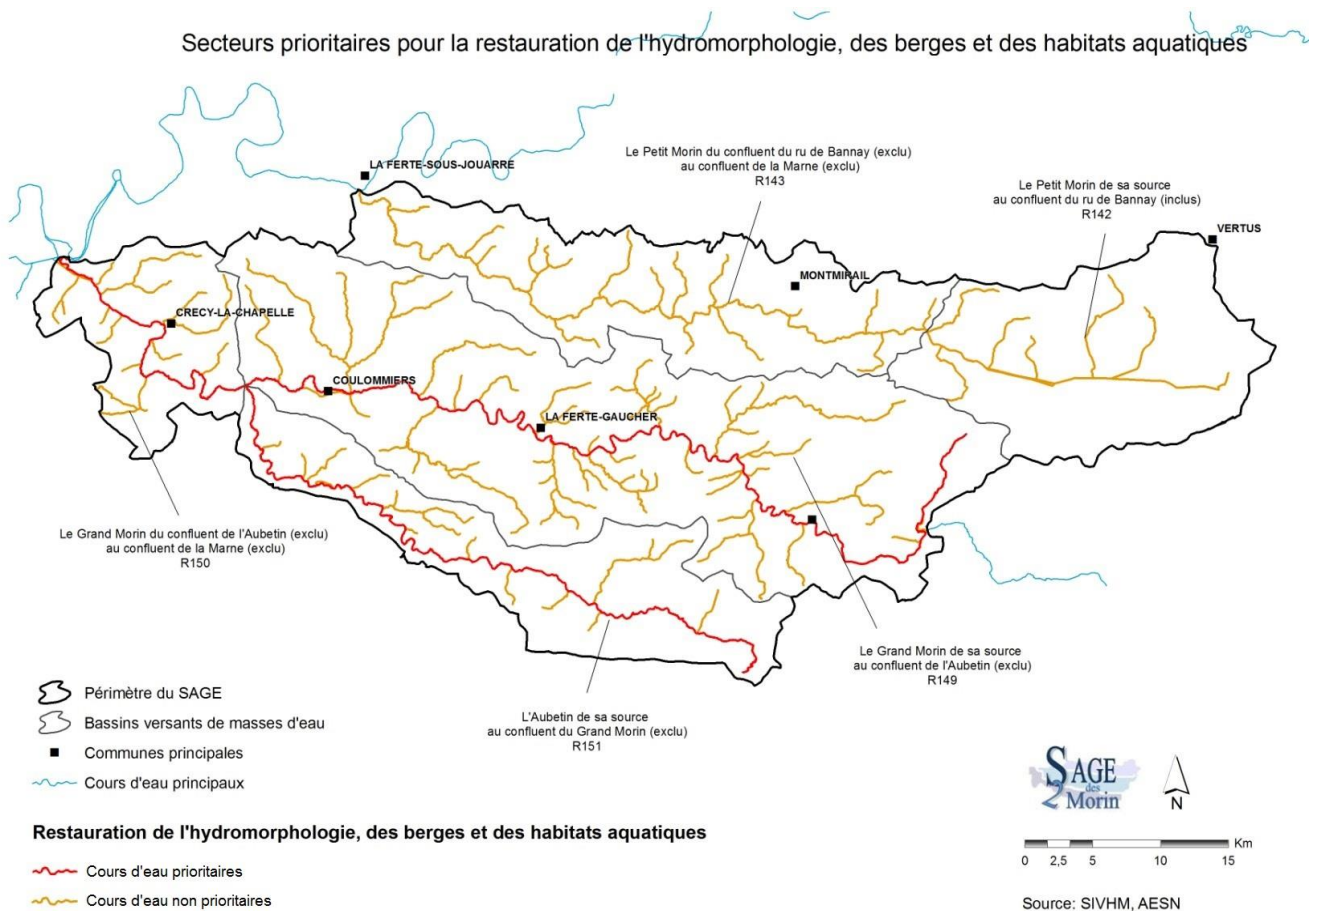 Secteurs prioritaires pour la restauration de l'hydromorphologie, des berges et des habitats aquatiques
LA FERTE-SOUS-JOUARRE
Le Petit Morin du confluent du ru de Bannay (exclu)
au confluent de la Marne (exclu)
R143
Le Petit Morin de sa source
au confluent du ru de Bannay (inclus)
R142
VERTUS
MONTMIRAIL
CRECY-LA-CHAPELLE
COULOMMIERS
LA FERTE-GAUCHER
Le Grand Morin du confluent de l'Aubetin (exclu)
au confluent de la Marne (exclu)
R150
Le Grand Morin de sa source
au confluent de l'Aubetin (exclu)
R149
L'Aubetin de sa source
au confluent du Grand Morin (exclu)
R151
Périmètre du SAGE
Bassins versants de masses d'eau
Communes principales
Cours d'eau principaux
Restauration de l'hydromorphologie, des berges et des habitats aquatiques
Cours d'eau prioritaires
Cours d'eau non prioritaires
SAGE
des
2 Morin
N
Km
0 2,5 5 10 15
Source: SIVHM, AESN